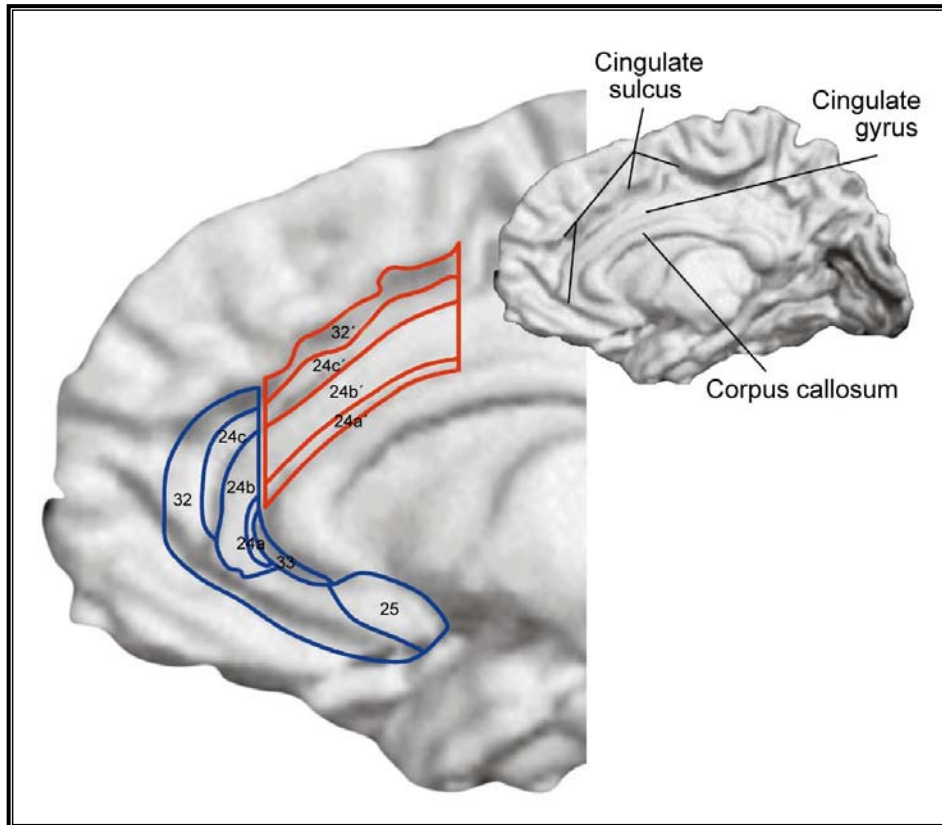 Cingulate
sulcus
Cingulate
gyrus
Corpus callosum
32´
24c´
24b´
24a´
24c
24b
32
24a
33
25